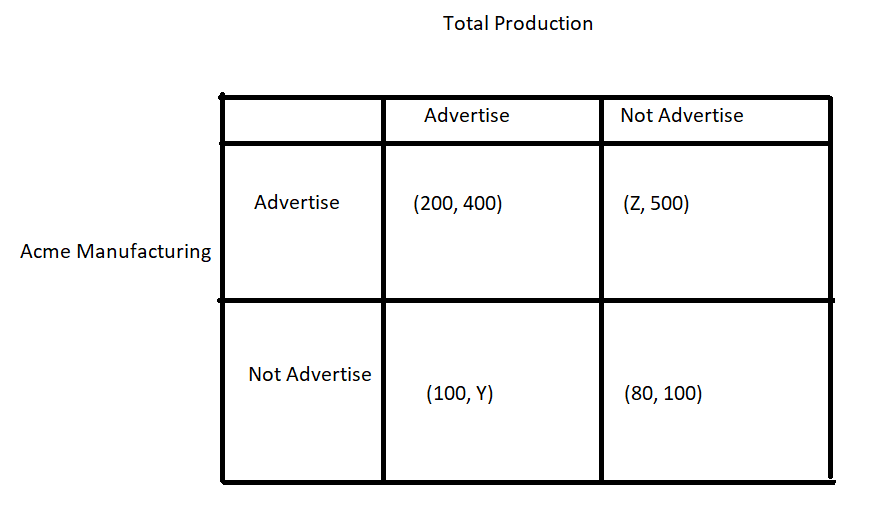 Total Production
Advertise
Not Advertise
Advertise
(200, 400)
(Z, 500)
Acme Manufacturing
Not Advertise
(100, Y)
(80, 100)